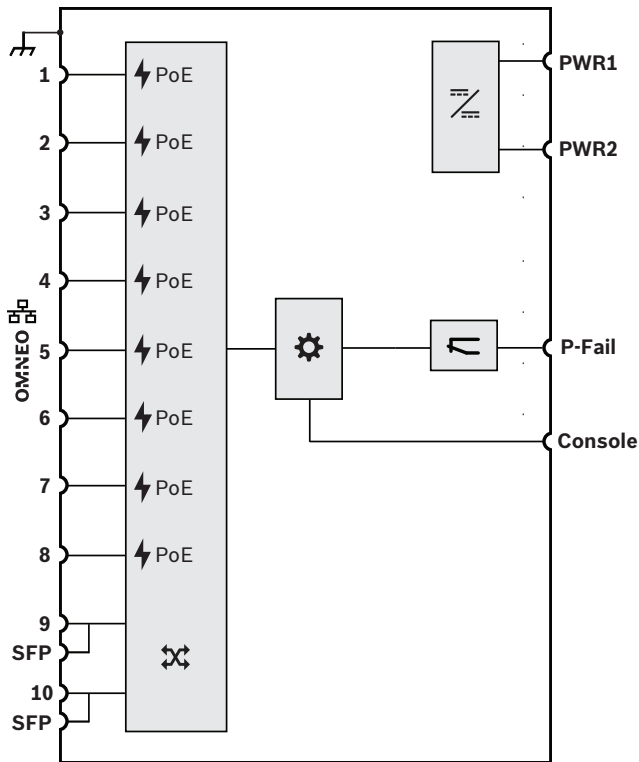 1 PoE
2 PoE
3 PoE
4 PoE
5 PoE
6 PoE
7 PoE
8 PoE
9
SFP
10
SFP
OMNEO
PWR1
PWR2
P-Fail
Console